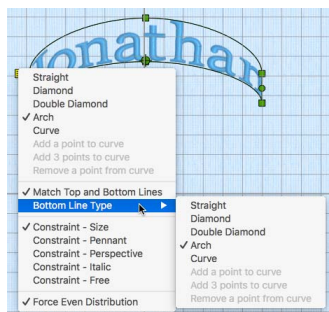 Jonathan
Straight
Diamond
Double Diamond
✓ Arch
Curve
Add a point to curve
Add 3 points to curve
Remove a point from curve
✓ Match Top and Bottom Lines
Bottom Line Type
✓ Constraint - Size
Constraint - Pennant
Constraint - Perspective
Constraint - Italic
Constraint - Free
✓ Force Even Distribution
Straight
Diamond
Double Diamond
✓ Arch
Curve
Add a point to curve
Add 3 points to curve
Remove a point from curve